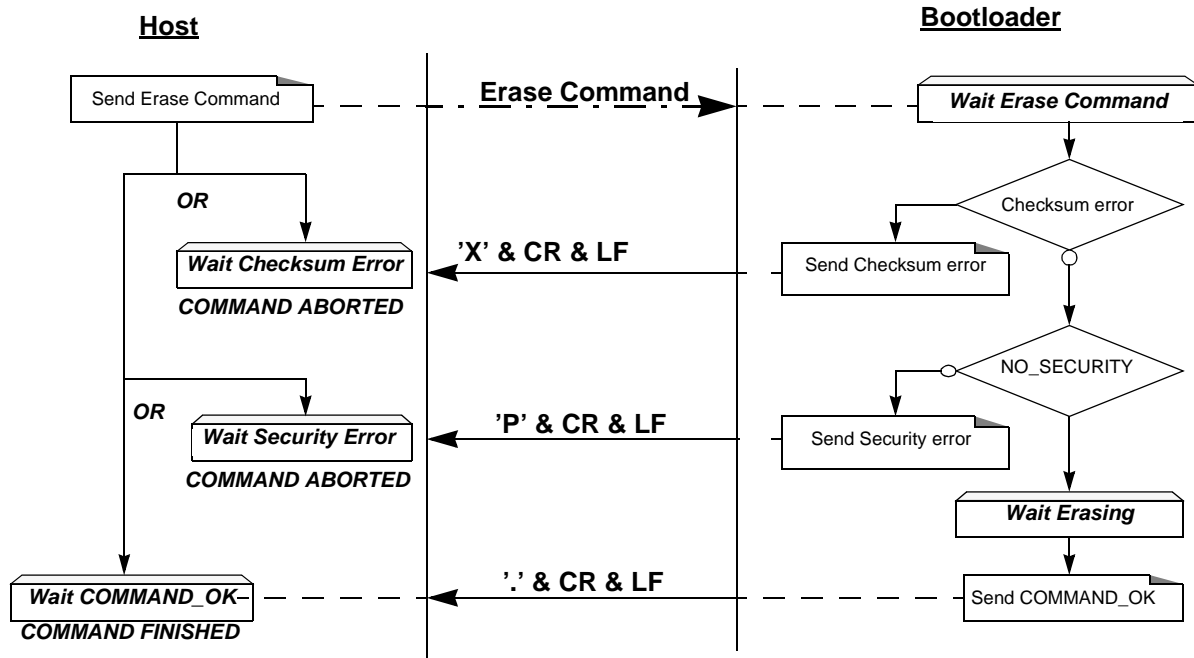 Host
Bootloader
Send Erase Command
Erase Command
Wait Erase Command
OR
Checksum error
Wait Checksum Error
'X' & CR & LF
Send Checksum error
COMMAND ABORTED
NO_SECURITY
OR
Wait Security Error
'P' & CR & LF
Send Security error
COMMAND ABORTED
Wait Erasing
Wait COMMAND_OK
'.' & CR & LF
Send COMMAND_OK
COMMAND FINISHED